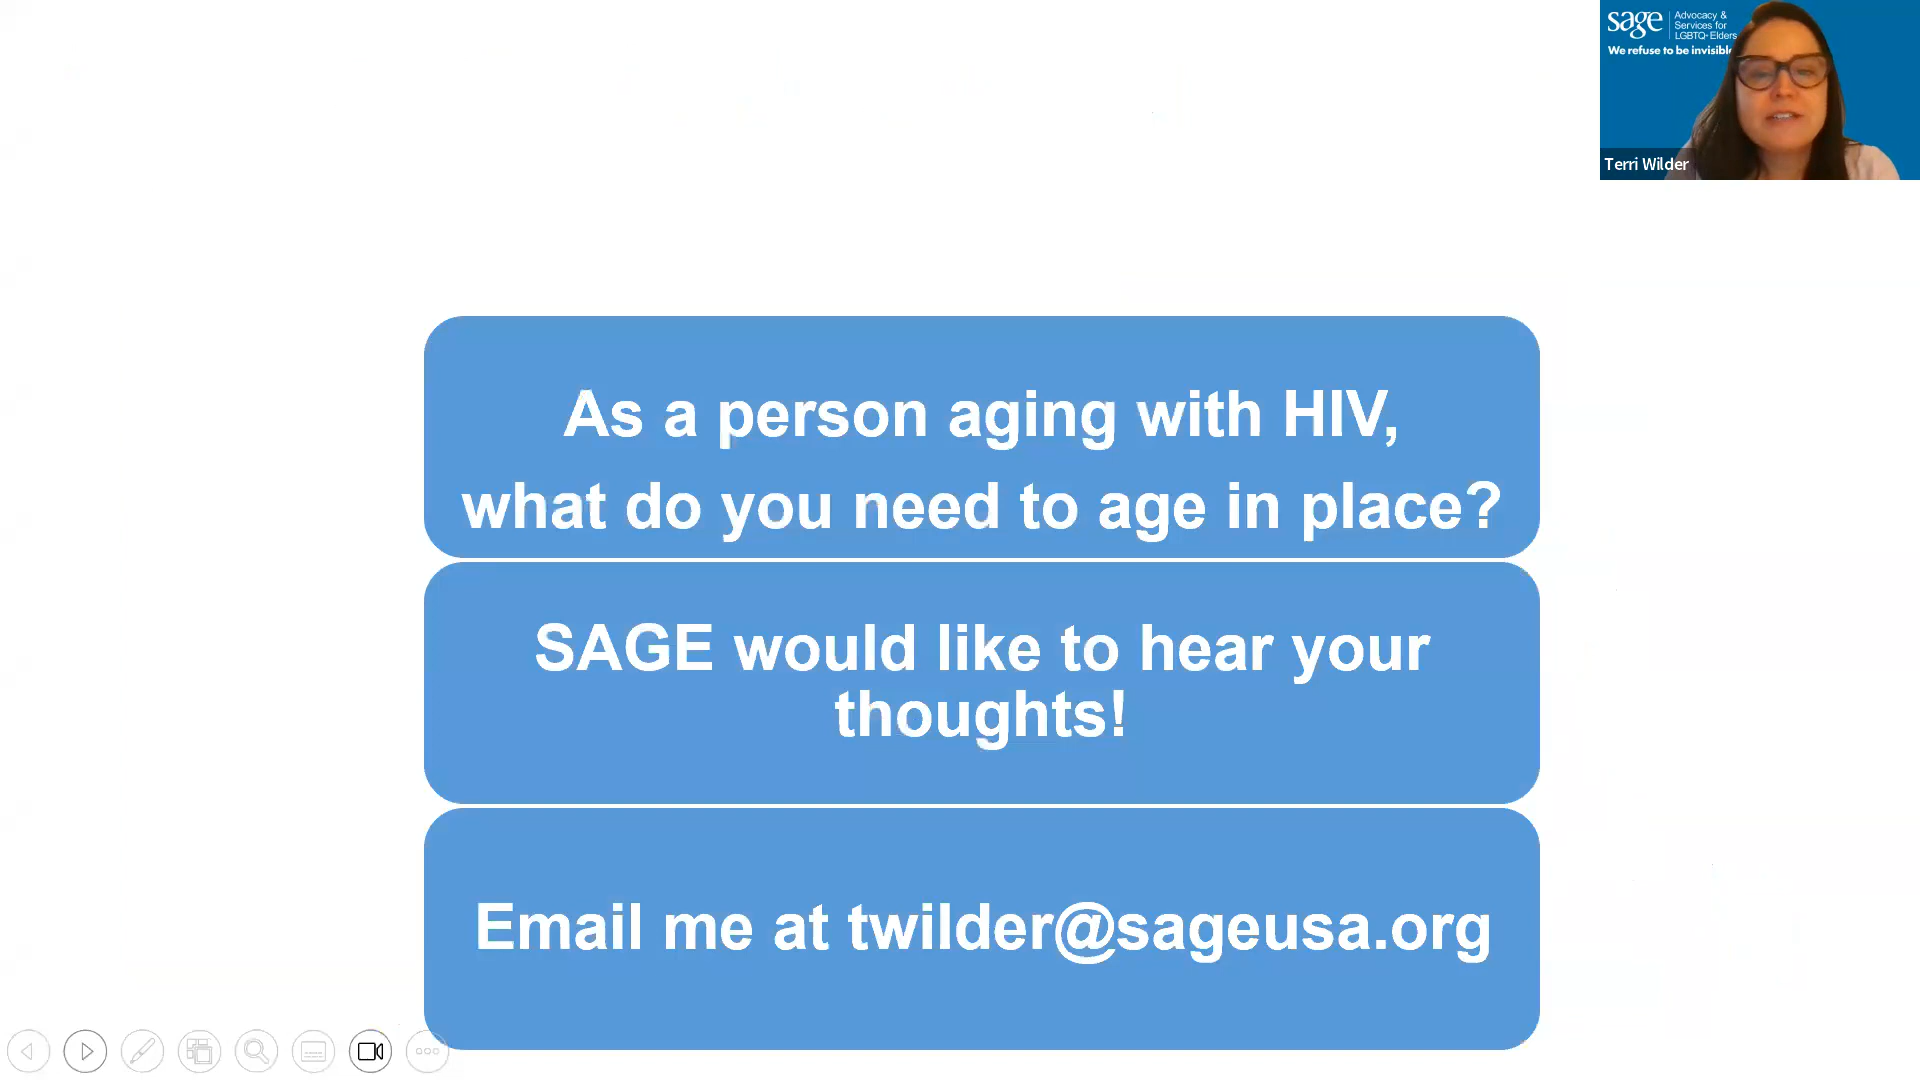 sage
Advocacy &
Services for
LGBTQ+ Elders
We refuse to be invisible
Terri Wilder
As a person aging with HIV,
what do you need to age in place?
SAGE would like to hear your
thoughts!
Email me at twilder@sageusa.org